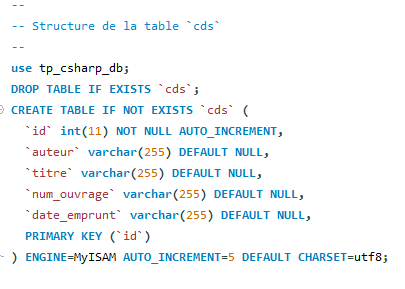 --
-- Structure de la table `cds`
--
use tp_csharp_db;
DROP TABLE IF EXISTS `cds`;
CREATE TABLE IF NOT EXISTS `cds` (
`id` int(11) NOT NULL AUTO_INCREMENT,
`auteur` varchar(255) DEFAULT NULL,
`titre` varchar(255) DEFAULT NULL,
`num_ouvrage` varchar(255) DEFAULT NULL,
`date_emprunt` varchar(255) DEFAULT NULL,
PRIMARY KEY (`id`)
) ENGINE=MyISAM AUTO_INCREMENT=5 DEFAULT CHARSET=utf8;